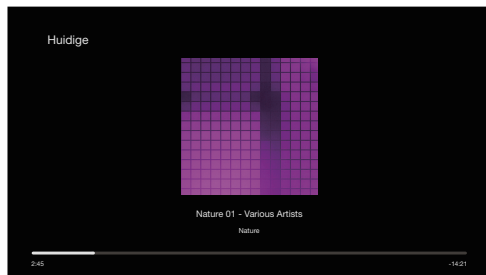 Huidige
Nature 01 - Various Artists
Nature
2:45
-14:21